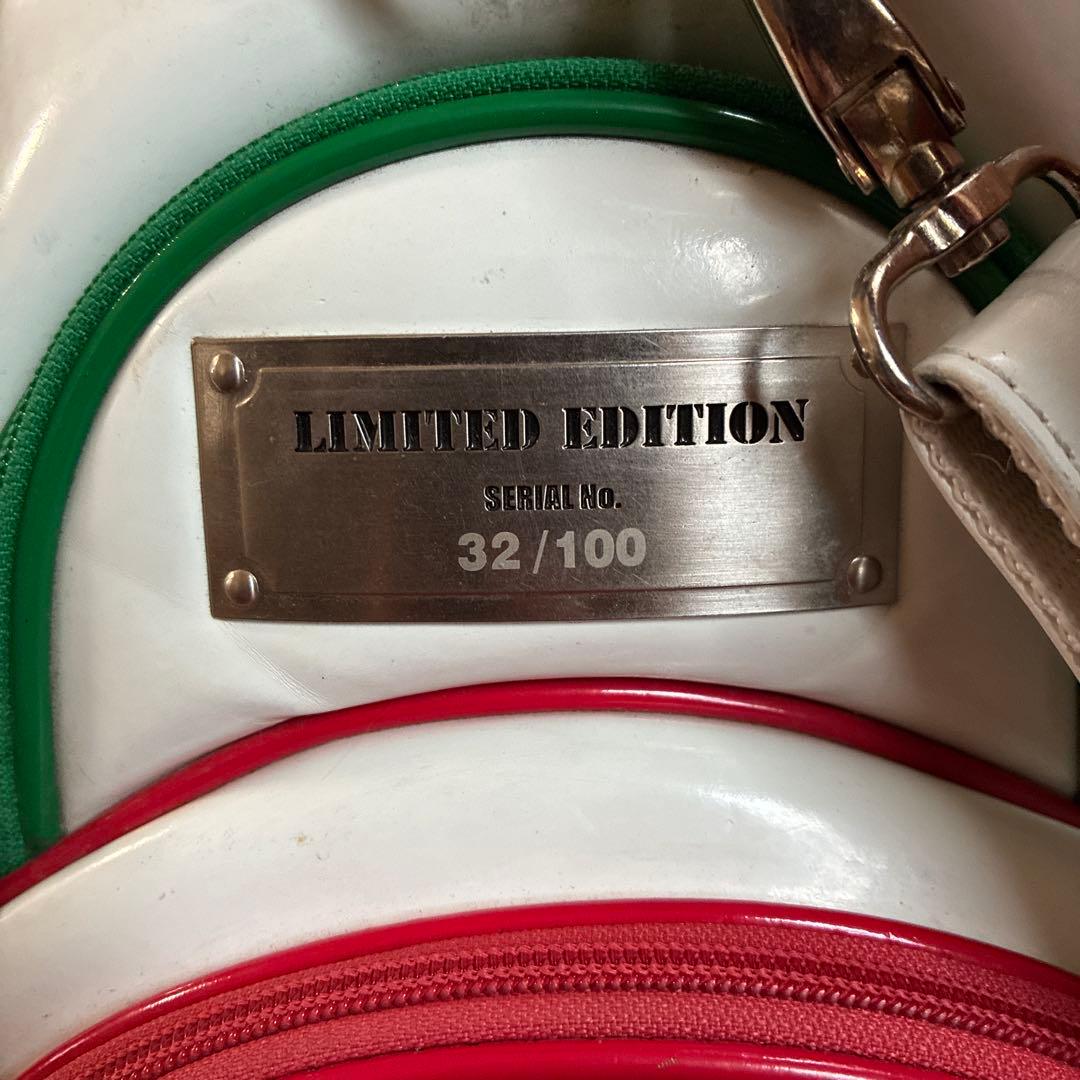 LIMITED EDITION
SERIAL No.
32/100